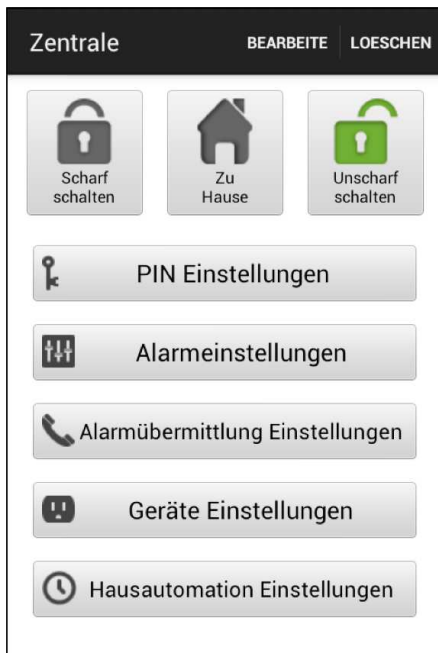 Zentrale BEARBEITE LOESCHEN
Scharf
schalten
Zu
Hause
Unscharf
schalten
PIN Einstellungen
Alarmeinstellungen
Alarmübermittlung Einstellungen
Geräte Einstellungen
Hausautomation Einstellungen